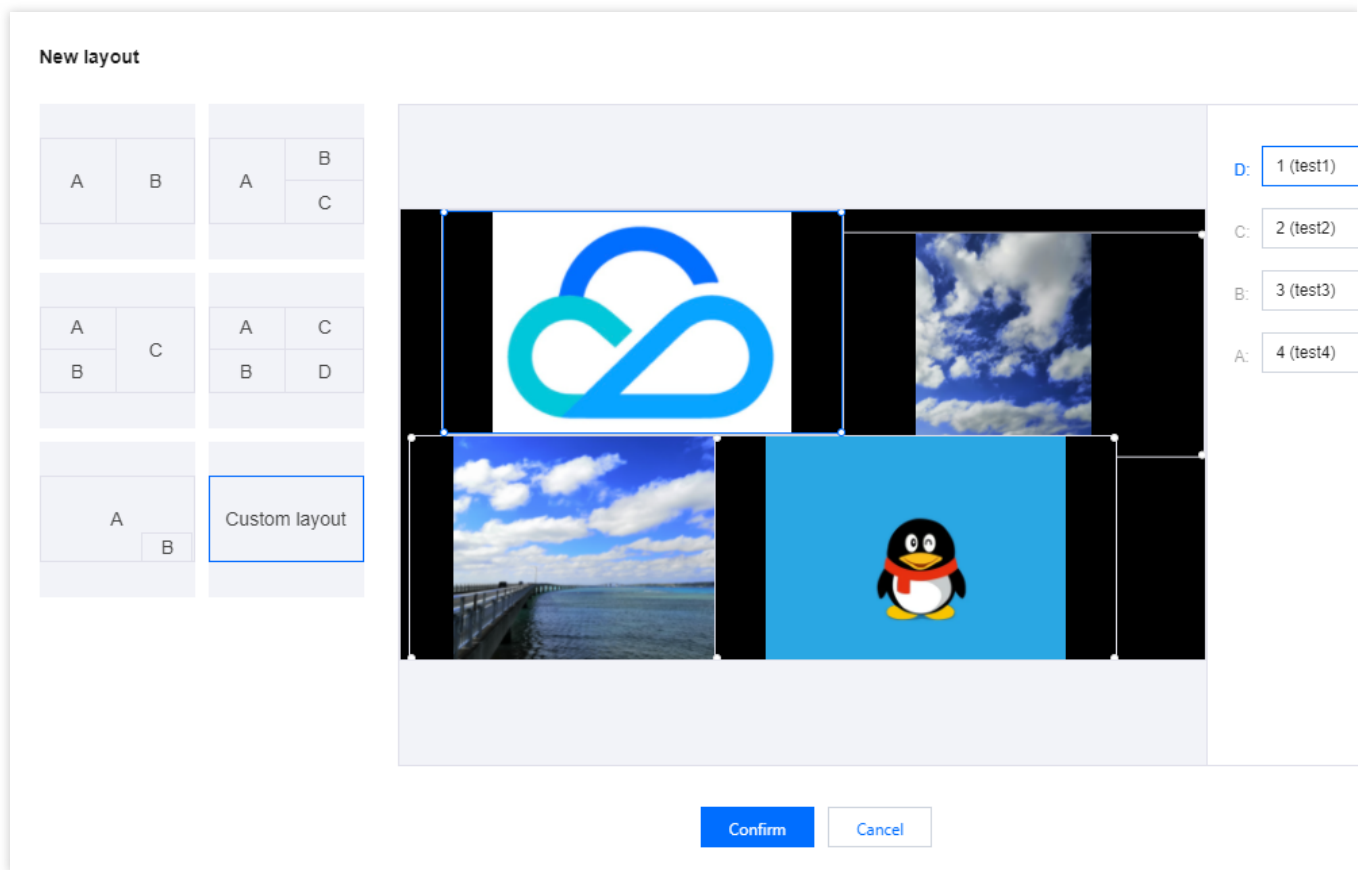 New layout
A B
A B
C
A C
B
A C
B D
A
B
Custom layout
D: 1 (test1)
C: 2 (test2)
B: 3 (test3)
A: 4 (test4)
Confirm Cancel